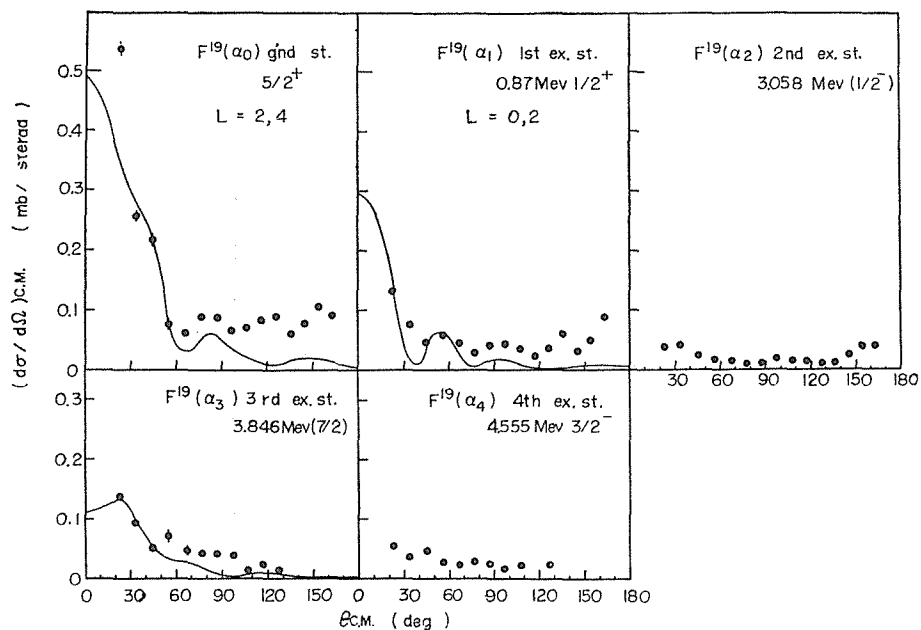 F¹⁹(α₀) gnd st.
5/2⁺
L = 2,4
F¹⁹(α₁) 1st ex. st.
0.87 Mev 1/2⁺
L = 0,2
F¹⁹(α₂) 2nd ex. st.
3.058 Mev (1/2⁻)
(dσ/dΩ)C.M. (mb/sterad)
0.5
0.4
0.3
0.2
0.1
0
0 30 60 90 120 150 180
F¹⁹(α₃) 3rd ex. st.
3.846 Mev (7/2)
F¹⁹(α₄) 4th ex. st.
4.555 Mev 3/2⁻
0.3
0.2
0.1
0
0 30 60 90 120 150 0 30 60 90 120 150 180
θC.M. (deg)